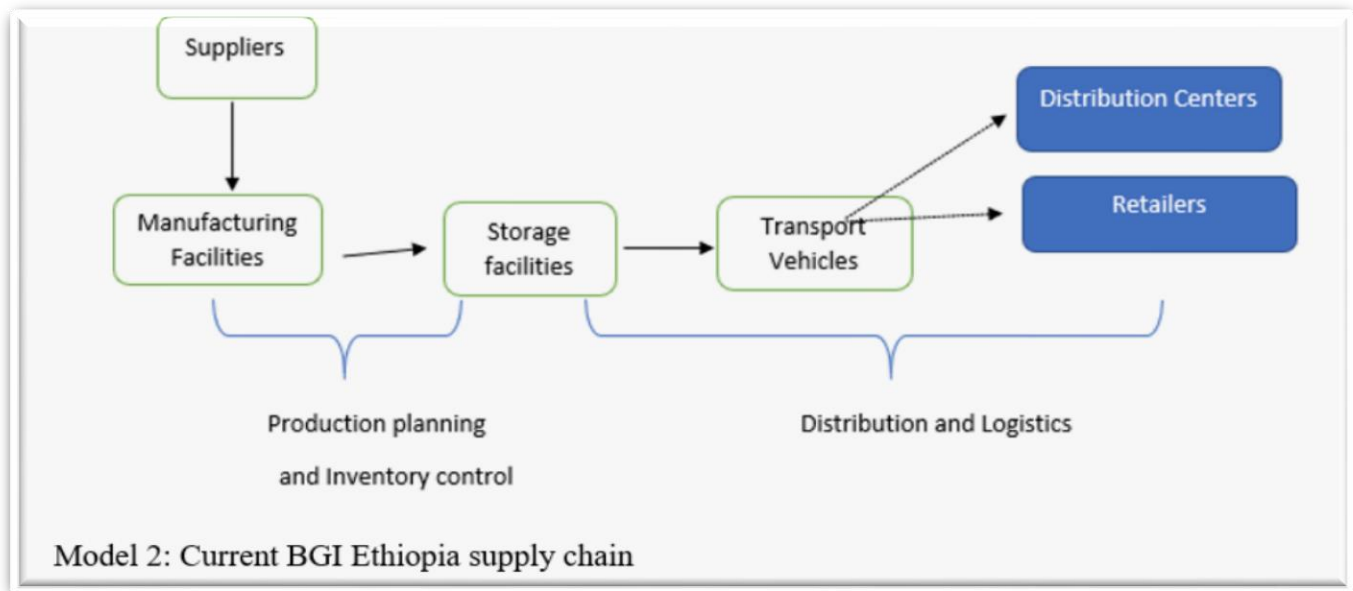 Suppliers
Distribution Centers
Retailers
Manufacturing
Facilities
Storage
facilities
Transport
Vehicles
Production planning
and Inventory control
Distribution and Logistics
Model 2: Current BGI Ethiopia supply chain